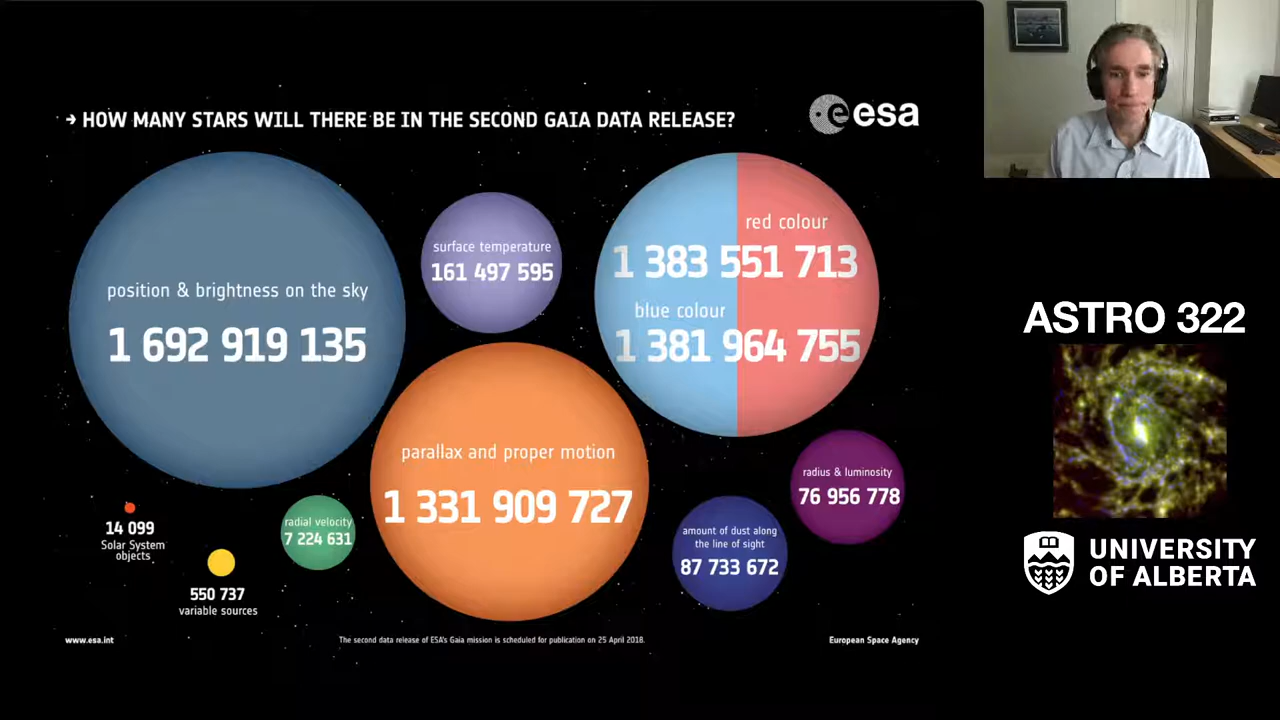 → HOW MANY STARS WILL THERE BE IN THE SECOND GAIA DATA RELEASE?
esa
position & brightness on the sky
1 692 919 135
surface temperature
161 497 595
red colour
1 383 551 713
blue colour
1 381 964 755
parallax and proper motion
1 331 909 727
radius & luminosity
76 956 778
amount of dust along
the line of sight
87 733 672
radial velocity
7 224 631
14 099
Solar System
objects
550 737
variable sources
www.esa.int
The second data release of ESA's Gaia mission is scheduled for publication on 25 April 2018.
European Space Agency
ASTRO 322
UNIVERSITY
OF ALBERTA